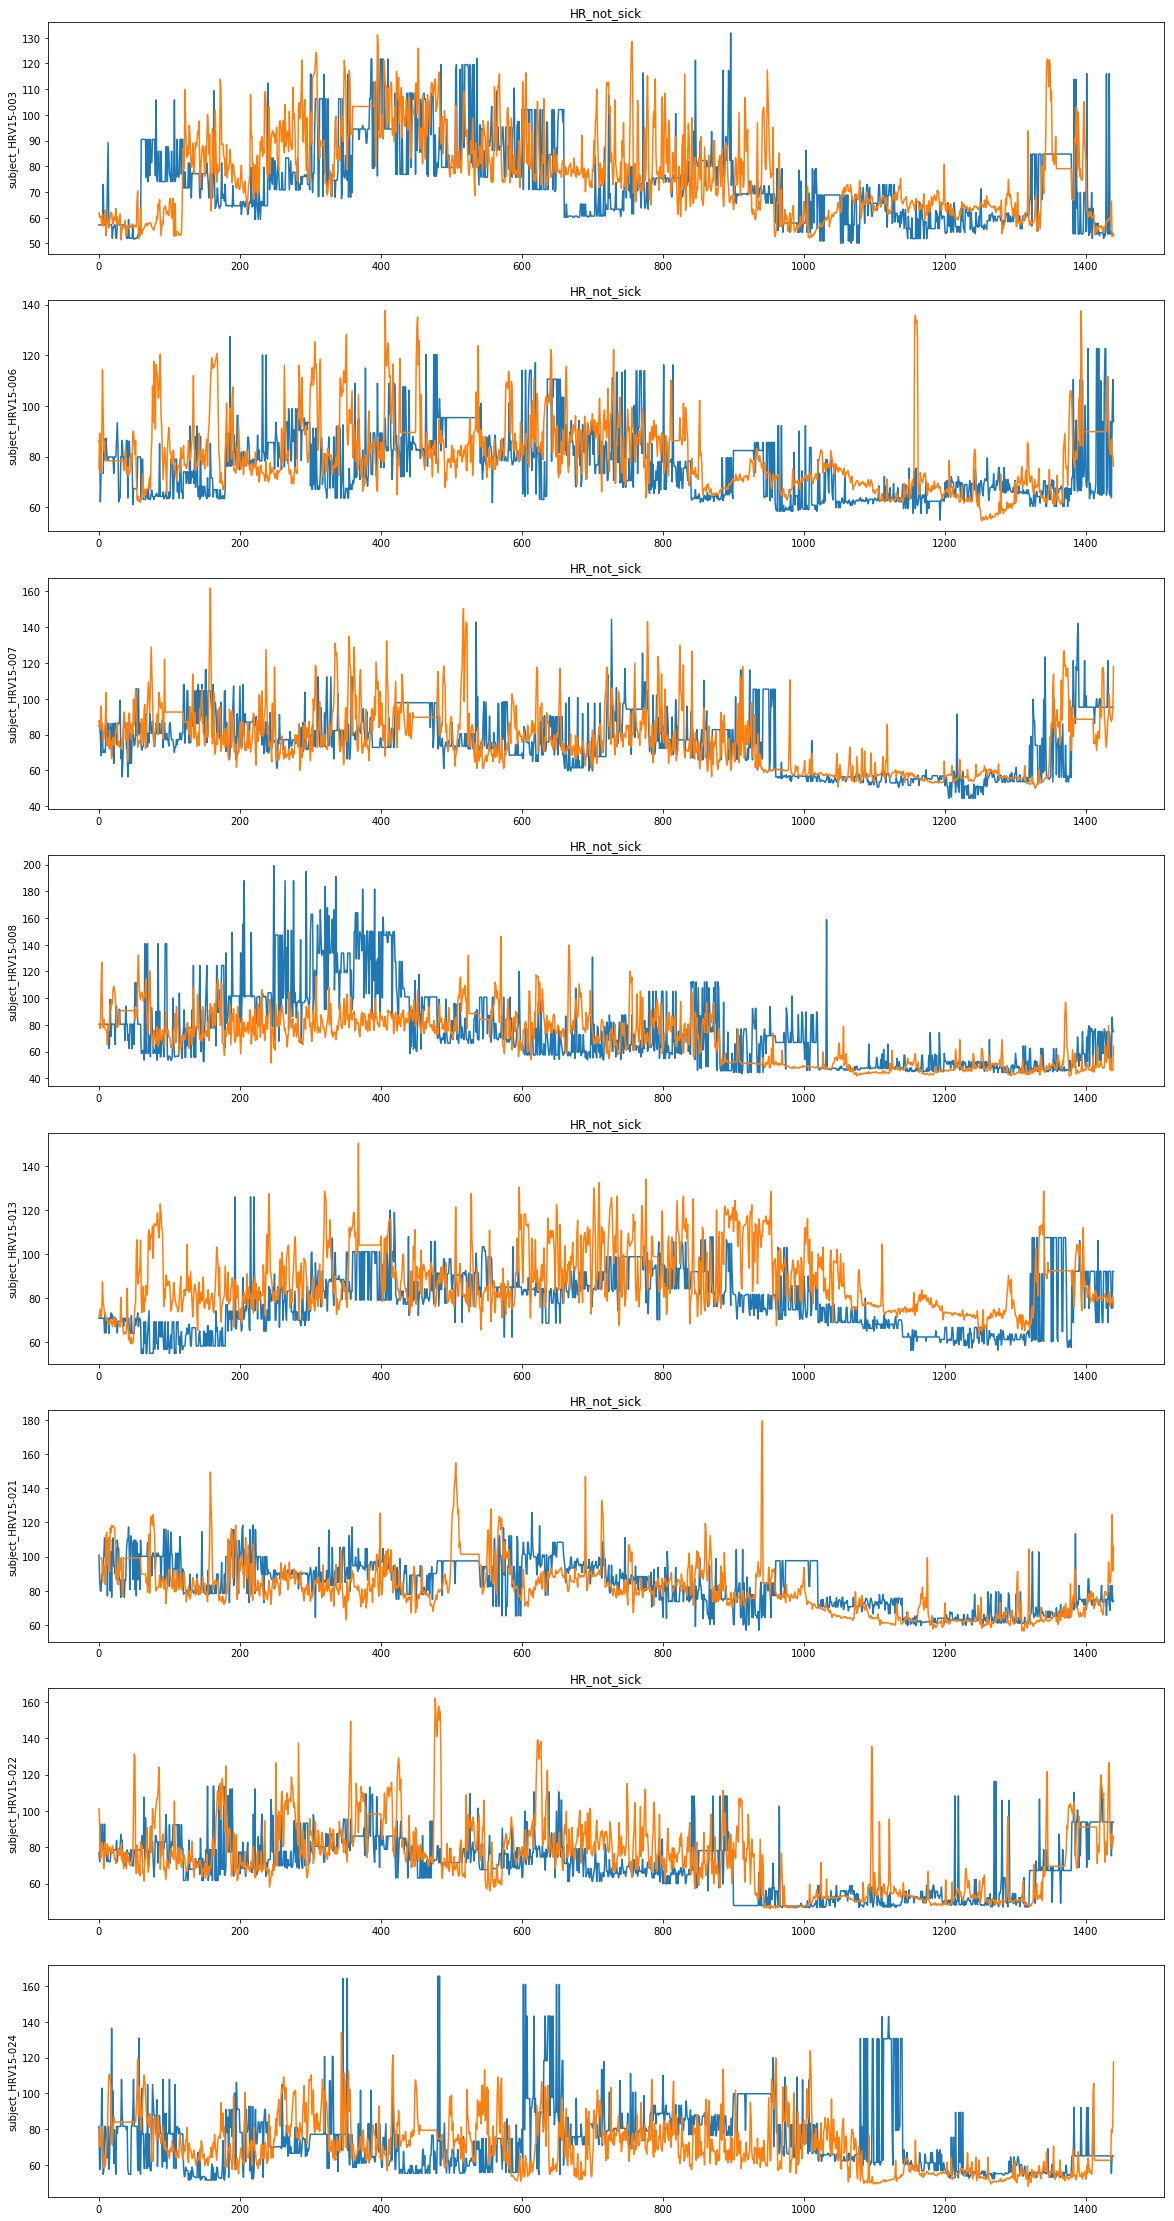 HR_not_sick
130
120
110
100
90
80
70
60
50
subject_HRV15-003
0 200 400 600 800 1000 1200 1400
HR_not_sick
140
120
100
80
60
subject_HRV15-006
0 200 400 600 800 1000 1200 1400
HR_not_sick
160
140
120
100
80
60
40
subject_HRV15-007
0 200 400 600 800 1000 1200 1400
HR_not_sick
200
180
160
140
120
100
80
60
40
subject_HRV15-008
0 200 400 600 800 1000 1200 1400
HR_not_sick
140
120
100
80
60
subject_HRV15-013
0 200 400 600 800 1000 1200 1400
HR_not_sick
180
160
140
120
100
80
60
subject_HRV15-021
0 200 400 600 800 1000 1200 1400
HR_not_sick
160
140
120
100
80
60
subject_HRV15-022
0 200 400 600 800 1000 1200 1400
160
140
120
100
80
60
subject_HRV15-024
0 200 400 600 800 1000 1200 1400